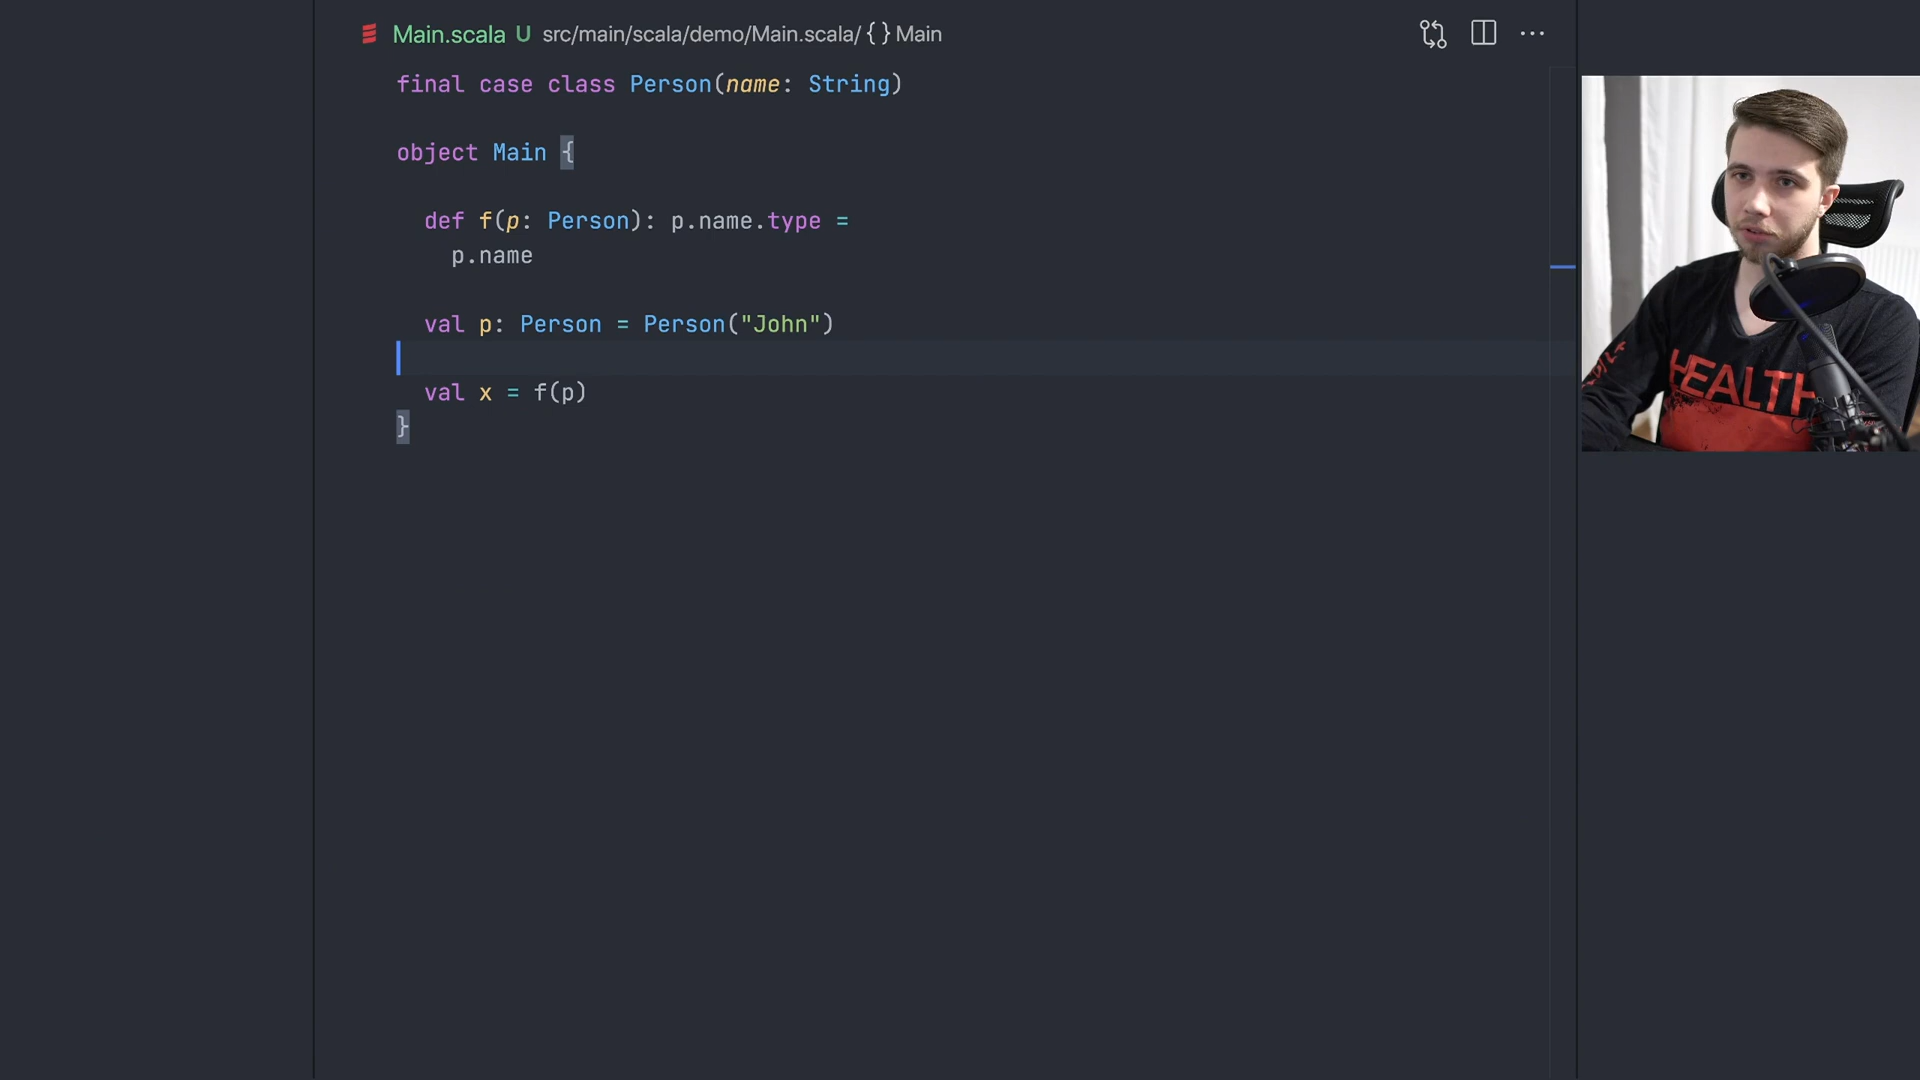 Main.scala U src/main/scala/demo/Main.scala/ {} Main
final case class Person(name: String)
object Main {
def f(p: Person): p.name.type =
p.name
val p: Person = Person("John")
val x = f(p)
}
HEALTH